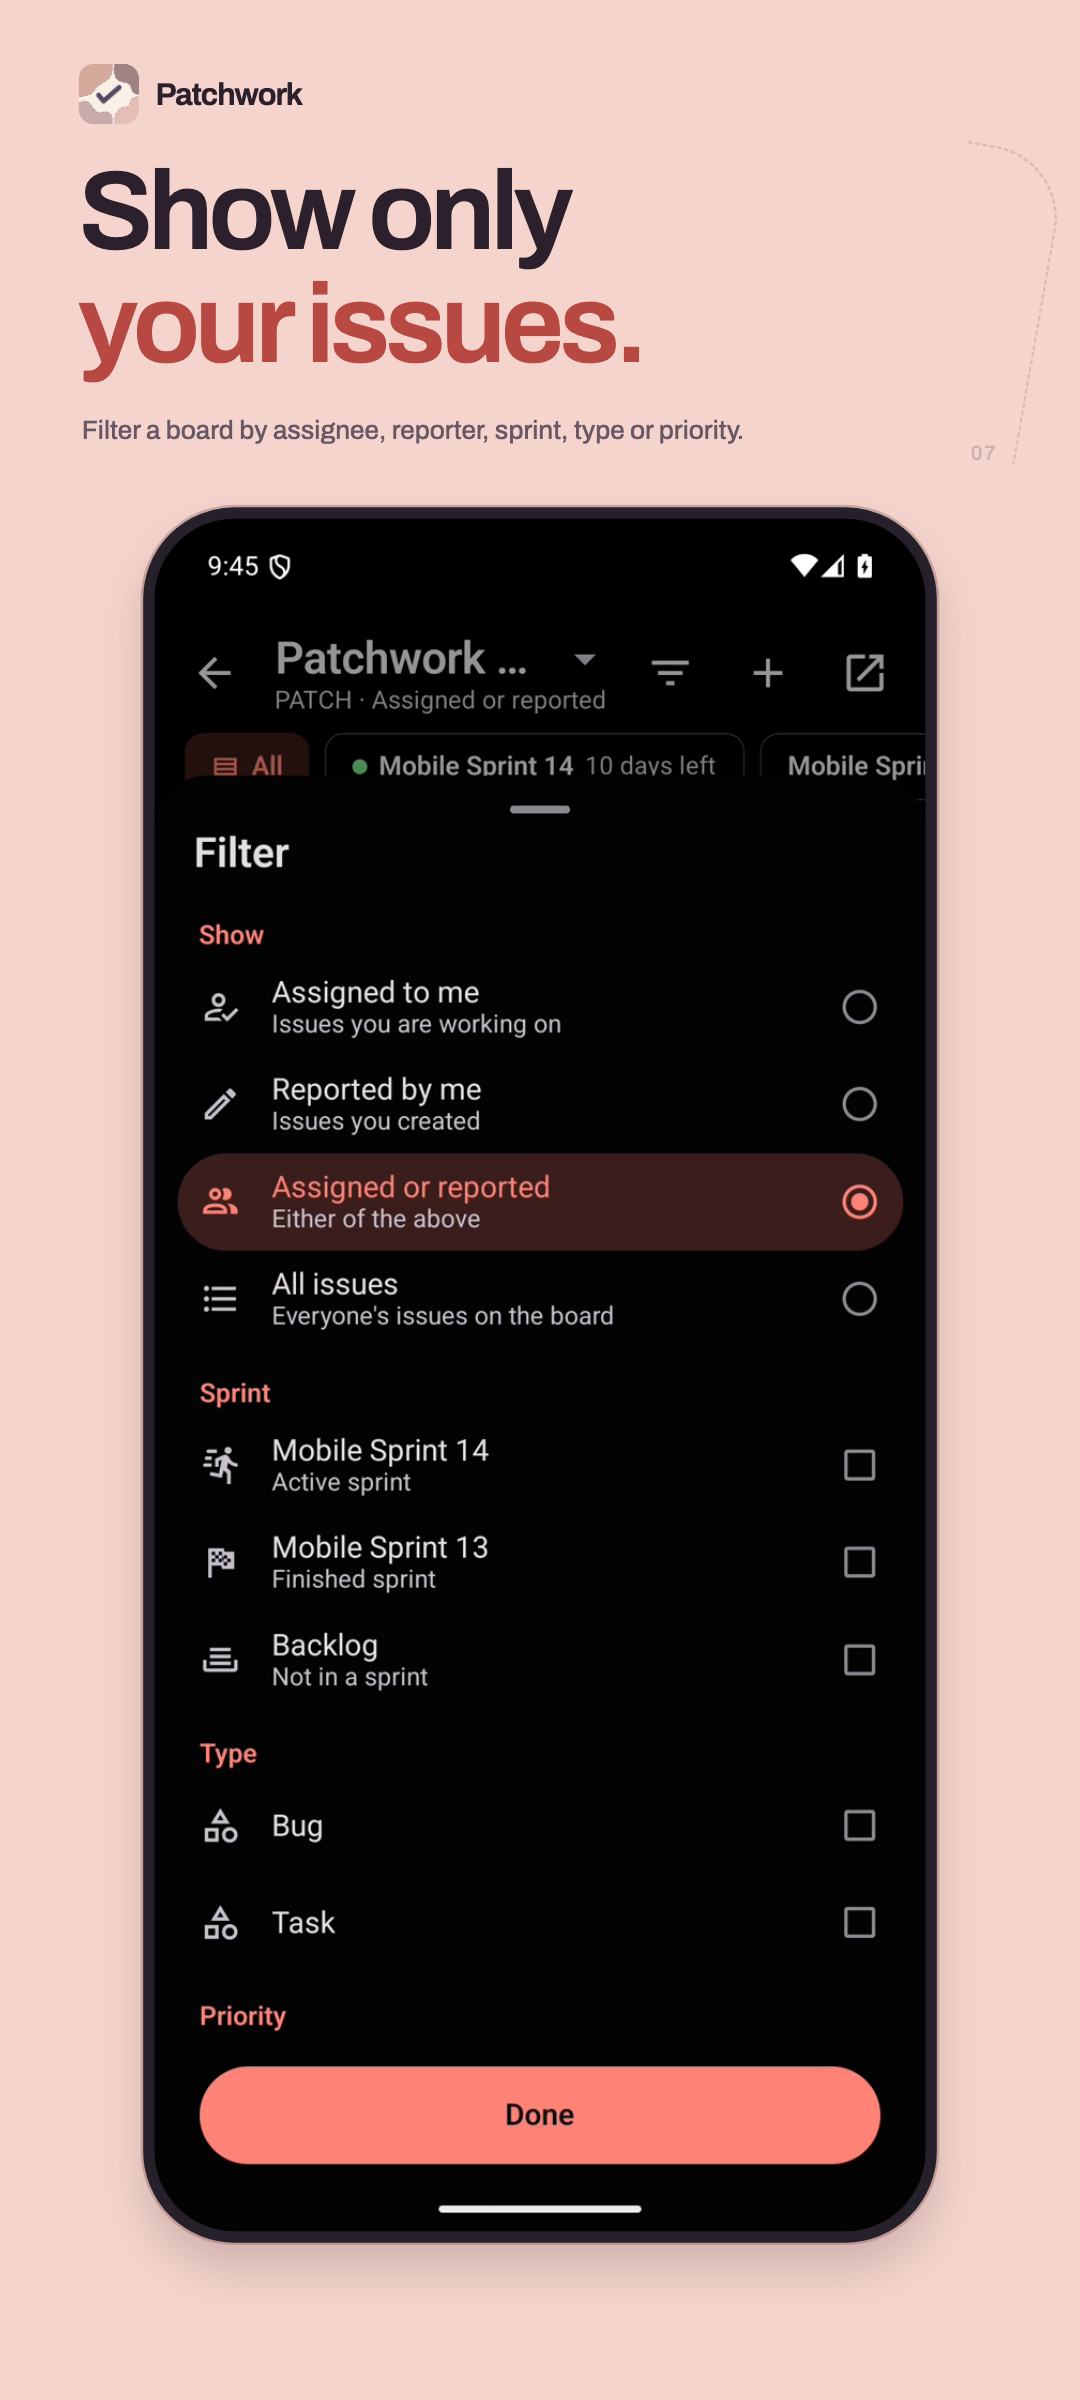 Patchwork
Show only
your issues.
Filter a board by assignee, reporter, sprint, type or priority.
07
9:45
Patchwork ...
PATCH · Assigned or reported
All
Mobile Sprint 14 10 days left
Mobile Spri
Filter
Show
Assigned to me
Issues you are working on
Reported by me
Issues you created
Assigned or reported
Either of the above
All issues
Everyone's issues on the board
Sprint
Mobile Sprint 14
Active sprint
Mobile Sprint 13
Finished sprint
Backlog
Not in a sprint
Type
Bug
Task
Priority
Done